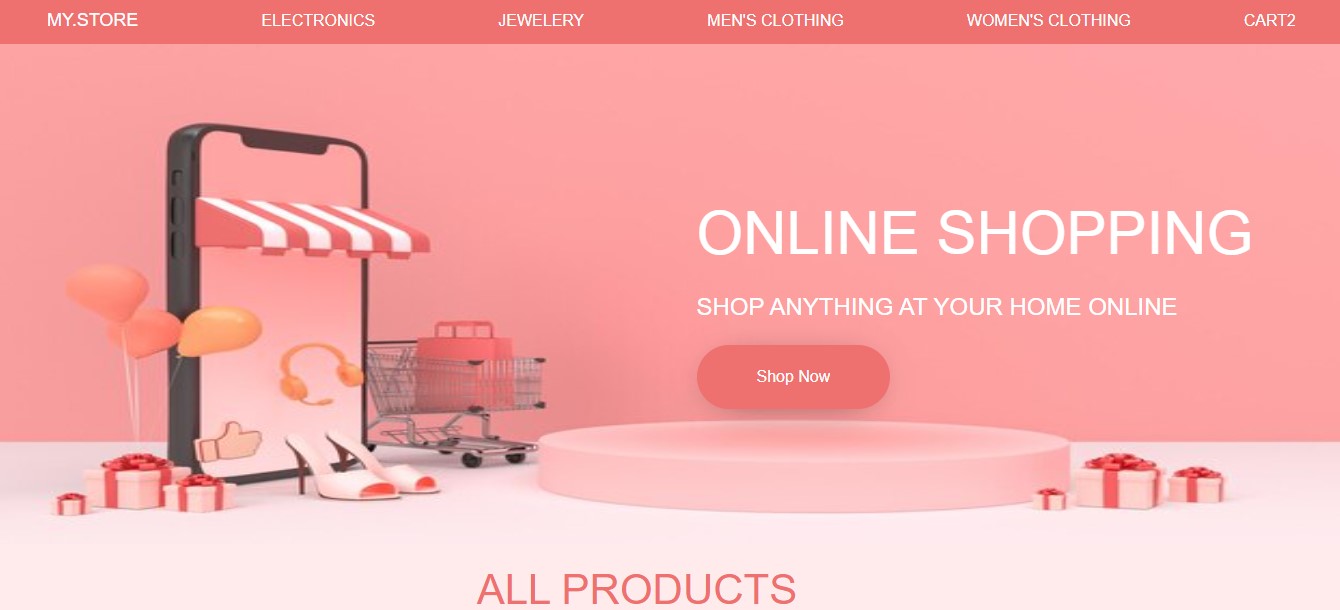 MY.STORE ELECTRONICS JEWELERY MEN'S CLOTHING WOMEN'S CLOTHING CART2
ONLINE SHOPPING
SHOP ANYTHING AT YOUR HOME ONLINE
Shop Now
ALL PRODUCTS